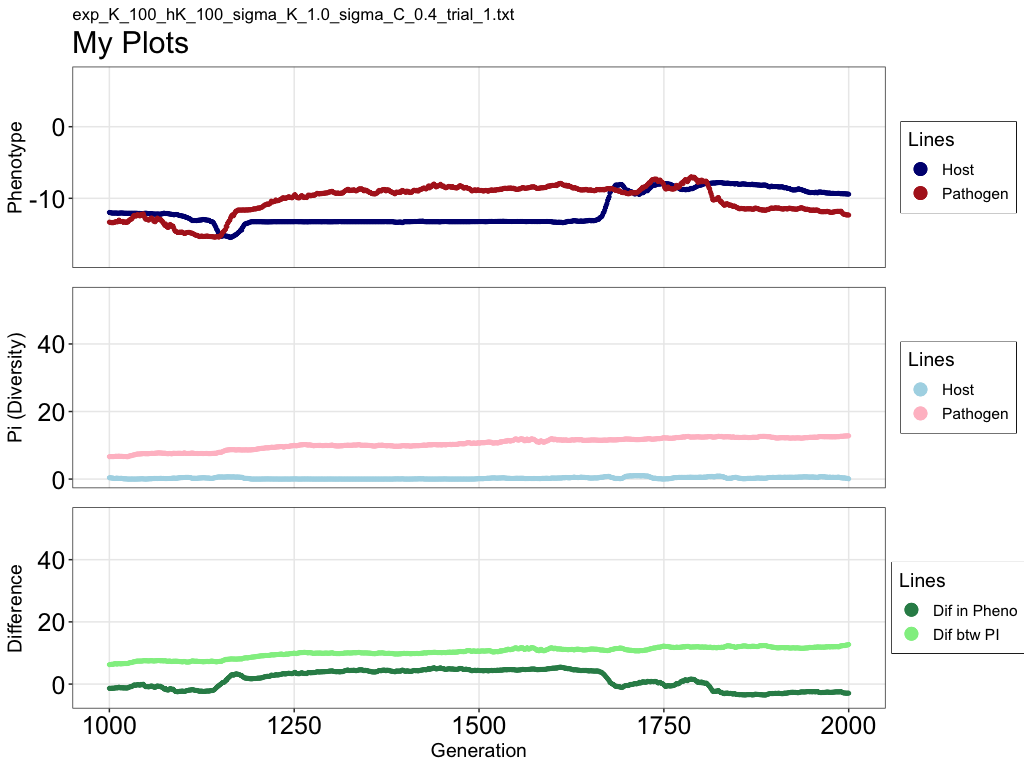 exp_K_100_hK_100_sigma_K_1.0_sigma_C_0.4_trial_1.txt
My Plots
Phenotype
0
-10
Lines
Host
Pathogen
Pi (Diversity)
40
20
0
Lines
Host
Pathogen
Difference
40
20
0
Lines
Dif in Pheno
Dif btw PI
1000 1250 1500 1750 2000
Generation